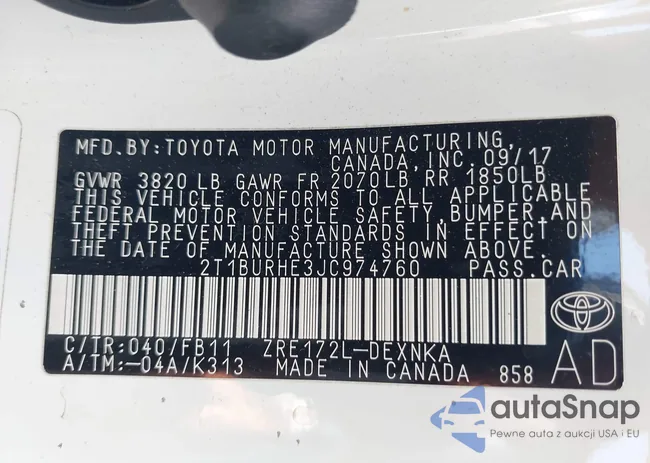 MFD.BY:TOYOTA MOTOR MANUFACTURING,
CANADA,INC.09/17
GVWR 3820 LB GAWR FR 2070LB RR 1850LB
THIS VEHICLE CONFORMS TO ALL APPLICABLE
FEDERAL MOTOR VEHICLE SAFETY,BUMPER,AND
THEFT PREVENTION STANDARDS IN EFFECT ON
THE DATE OF MANUFACTURE SHOWN ABOVE.
2T1BURHE3JC974760 PASS.CAR
C/TR:040/FB11 ZRE172L-DEXNKA
A/TM:-04A/K313 MADE IN CANADA 858 AD
autaSnap
Pewne auta z aukcji USA i EU